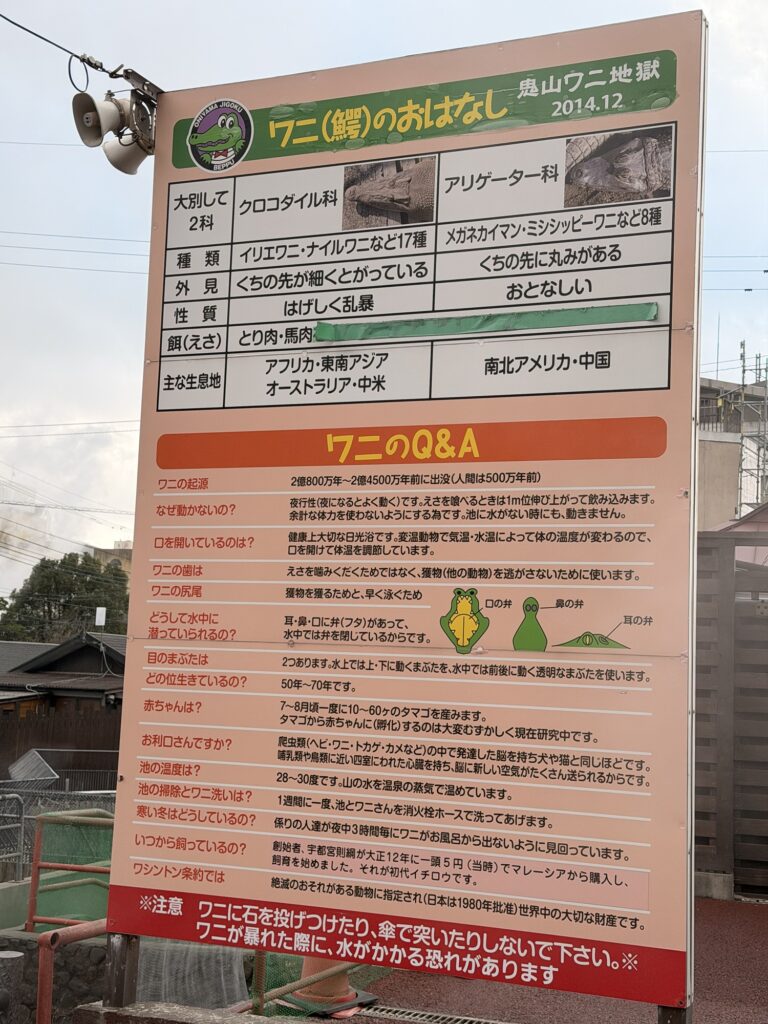 鬼山ワニ地獄
2014.12
ワニ(鰐)のおはなし
ONIYAMA JIGOKU
BEPPU
大別して
2科
クロコダイル科
アリゲーター科
種類
イリエワニ・ナイルワニなど17種
メガネカイマン・ミシシッピーワニなど8種
外見
くちの先が細くとがっている
くちの先に丸みがある
性質
はげしく乱暴
おとなしい
餌(えさ)
とり肉・馬肉
主な生息地
アフリカ・東南アジア
オーストラリア・中米
南北アメリカ・中国
ワニのQ&A
ワニの起源
2億800万年〜2億4500万年前に出没(人間は500万年前)
なぜ動かないの?
夜行性(夜になるとよく動く)です。えさを喰べるときは1m位伸び上がって飲み込みます。
余計な体力を使わないようにする為です。池に水がない時にも、動きません。
口を開いているのは?
健康上大切な日光浴です。変温動物で気温・水温によって体の温度が変わるので、
口を開けて体温を調節しています。
ワニの歯は
えさを噛みくだくためではなく、獲物(他の動物)を逃がさないために使います。
ワニの尻尾
獲物を獲るためと、早く泳ぐため
口の弁
鼻の弁
耳の弁
どうして水中に
潜っていられるの?
耳・鼻・口に弁(フタ)があって、
水中では弁を閉じているからです。
目のまぶたは
2つあります。水上では上・下に動くまぶたを、水中では前後に動く透明なまぶたを使います。
どの位生きているの?
50年〜70年です。
赤ちゃんは?
7〜8月頃一度に10〜60ヶのタマゴを産みます。
タマゴから赤ちゃんに(孵化)するのは大変むずかしく現在研究中です。
お利口さんですか?
爬虫類(ヘビ・ワニ・トカゲ・カメなど)の中で発達した脳を持ち犬や猫と同じほどです。
哺乳類や鳥類に近い四室にわれた心臓を持ち、脳に新しい空気がたくさん送られるからです。
池の温度は?
28〜30度です。山の水を温泉の蒸気で温めています。
池の掃除とワニ洗いは?
1週間に一度、池とワニさんを消火栓ホースで洗ってあげます。
寒い冬はどうしているの?
係りの人達が夜中3時間毎にワニがお風呂から出ないように見回っています。
いつから飼っているの?
創始者、宇都宮則綱が大正12年に一頭5円(当時)でマレーシアから購入し、
飼育を始めました。それが初代イチロウです。
ワシントン条約では
絶滅のおそれがある動物に指定され(日本は1980年批准)世界中の大切な財産です。
※注意 ワニに石を投げつけたり、傘で突いたりしないで下さい。※
ワニが暴れた際に、水がかかる恐れがあります